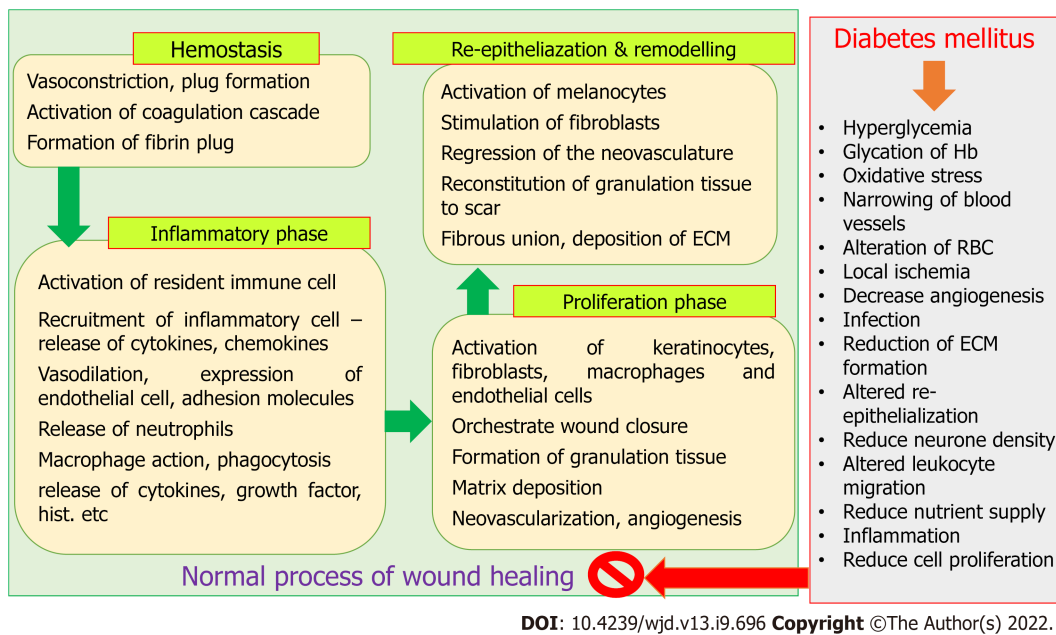 Hemostasis
Vasoconstriction, plug formation
Activation of coagulation cascade
Formation of fibrin plug
Inflammatory phase
Activation of resident immune cell
Recruitment of inflammatory cell –
release of cytokines, chemokines
Vasodilation, expression of
endothelial cell, adhesion molecules
Release of neutrophils
Macrophage action, phagocytosis
release of cytokines, growth factor,
hist. etc
Re-epitheliazation & remodelling
Activation of melanocytes
Stimulation of fibroblasts
Regression of the neovasculature
Reconstitution of granulation tissue
to scar
Fibrous union, deposition of ECM
Proliferation phase
Activation of keratinocytes,
fibroblasts, macrophages and
endothelial cells
Orchestrate wound closure
Formation of granulation tissue
Matrix deposition
Neovascularization, angiogenesis
Normal process of wound healing
Diabetes mellitus
• Hyperglycemia
• Glycation of Hb
• Oxidative stress
• Narrowing of blood
vessels
• Alteration of RBC
• Local ischemia
• Decrease angiogenesis
• Infection
• Reduction of ECM
formation
• Altered re-
epithelialization
• Reduce neurone density
• Altered leukocyte
migration
• Reduce nutrient supply
• Inflammation
• Reduce cell proliferation
DOI: 10.4239/wjd.v13.i9.696 Copyright ©The Author(s) 2022.